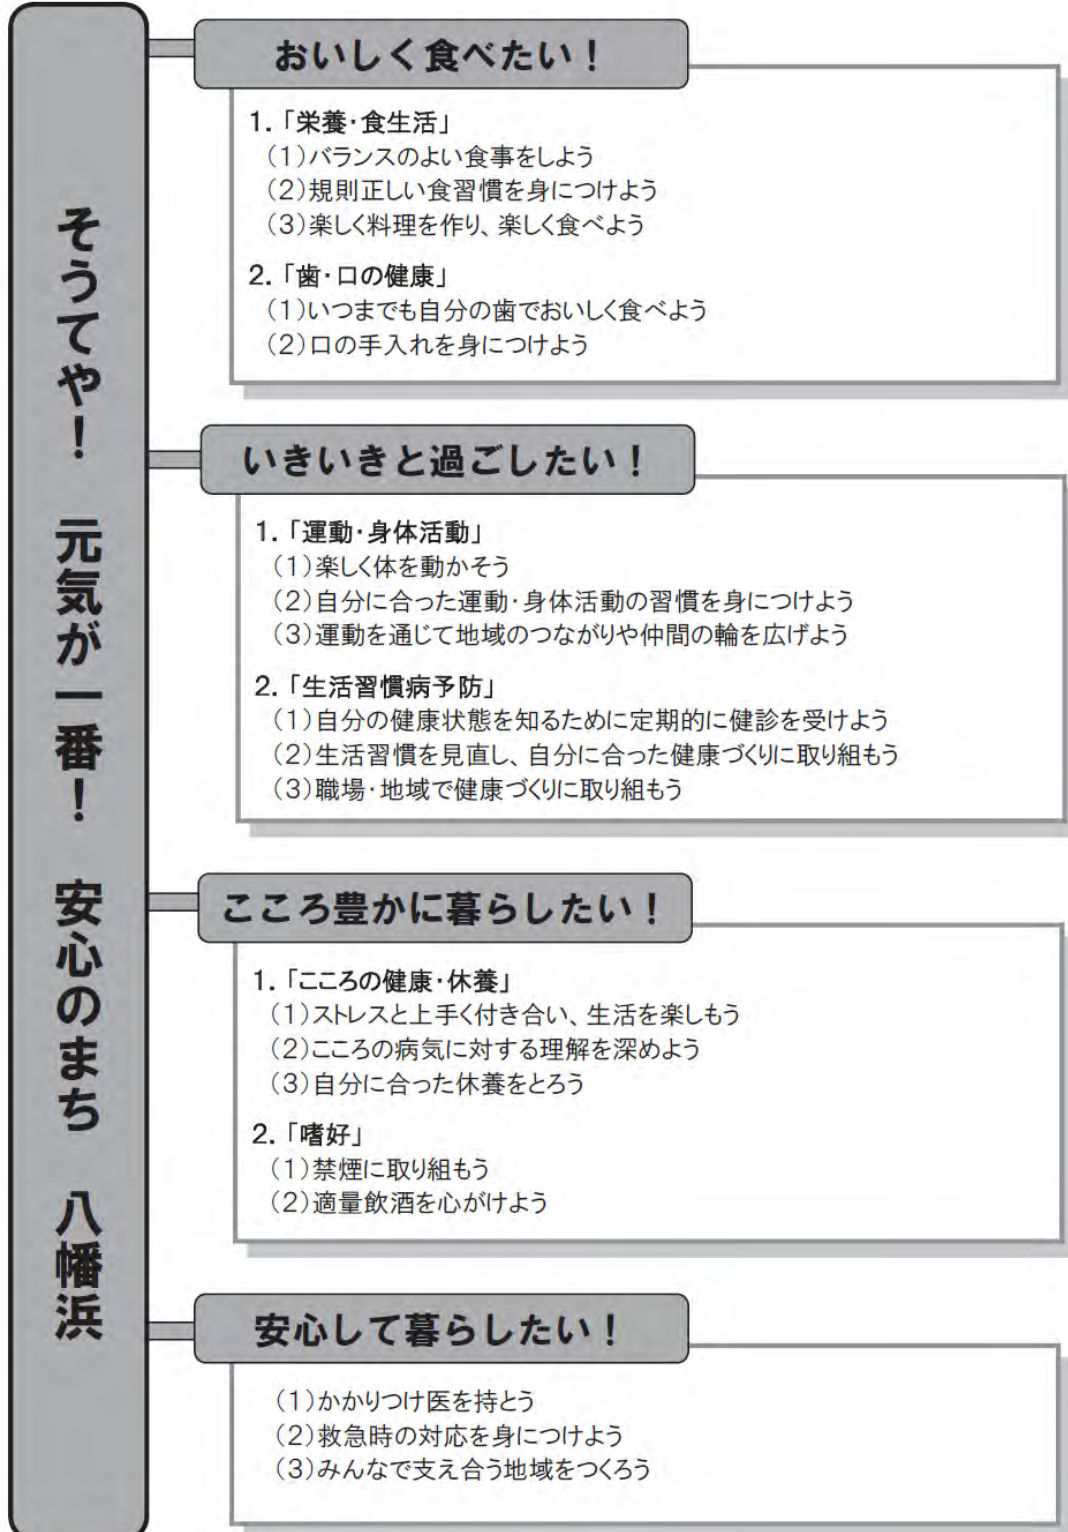 そうてや！　元気が一番！　安心のまち　八幡浜
おいしく食べたい！
1．「栄養・食生活」
（1）バランスのよい食事をしよう
（2）規則正しい食習慣を身につけよう
（3）楽しく料理を作り、楽しく食べよう
2．「歯・口の健康」
（1）いつまでも自分の歯でおいしく食べよう
（2）口の手入れを身につけよう
いきいきと過ごしたい！
1．「運動・身体活動」
（1）楽しく体を動かそう
（2）自分に合った運動・身体活動の習慣を身につけよう
（3）運動を通じて地域のつながりや仲間の輪を広げよう
2．「生活習慣病予防」
（1）自分の健康状態を知るために定期的に健診を受けよう
（2）生活習慣を見直し、自分に合った健康づくりに取り組もう
（3）職場・地域で健康づくりに取り組もう
こころ豊かに暮らしたい！
1．「こころの健康・休養」
（1）ストレスと上手く付き合い、生活を楽しもう
（2）こころの病気に対する理解を深めよう
（3）自分に合った休養をとろう
2．「嗜好」
（1）禁煙に取り組もう
（2）適量飲酒を心がけよう
安心して暮らしたい！
（1）かかりつけ医を持とう
（2）救急時の対応を身につけよう
（3）みんなで支え合う地域をつくろう